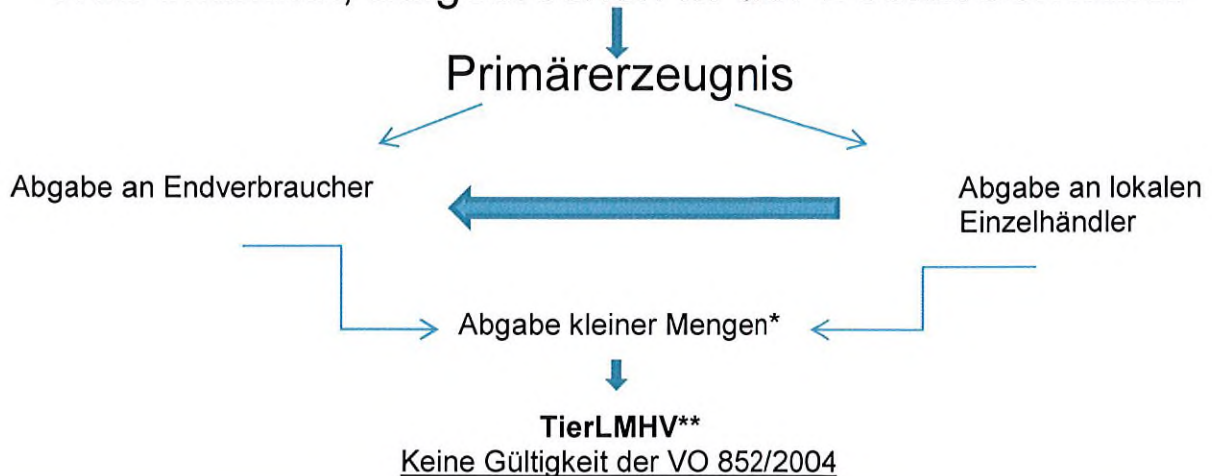 Primärerzeugnis
Abgabe an Endverbraucher
Abgabe an lokalen
Einzelhändler
Abgabe kleiner Mengen*
TierLMHV**
Keine Gültigkeit der VO 852/2004